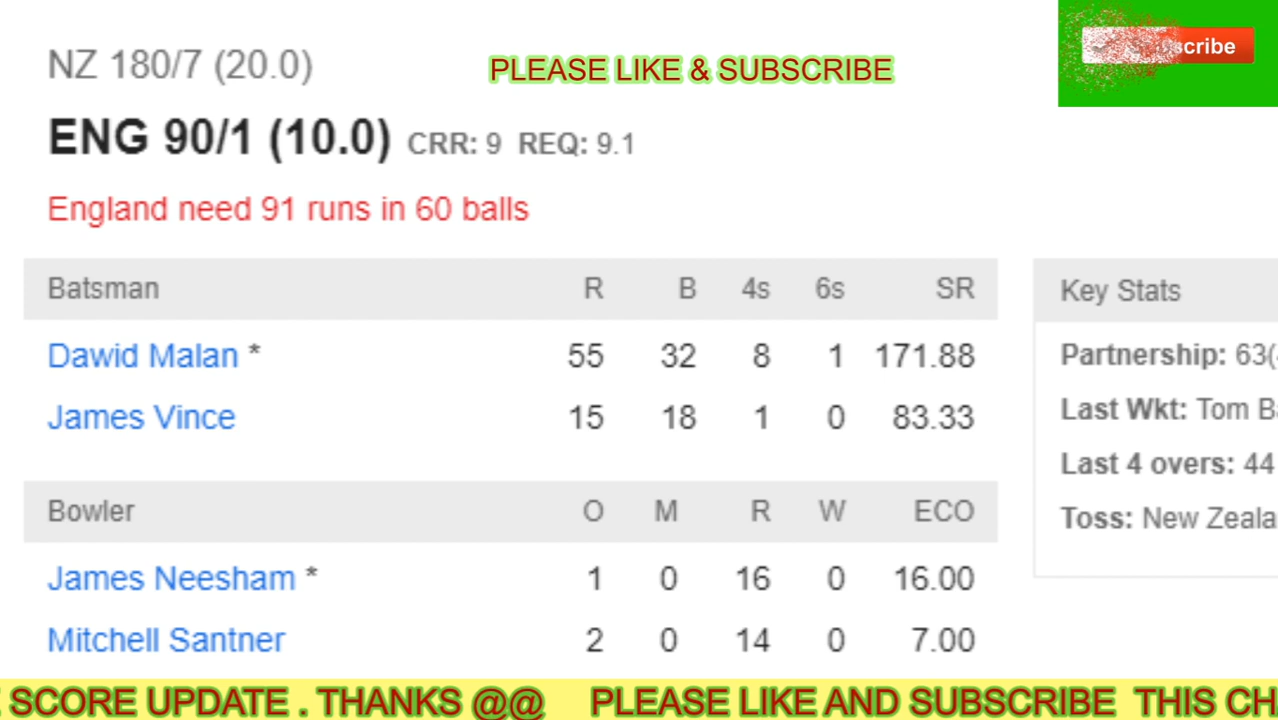 NZ 180/7 (20.0)
PLEASE LIKE & SUBSCRIBE
scribe
ENG 90/1 (10.0) CRR: 9 REQ: 9.1
England need 91 runs in 60 balls
Batsman R B 4s 6s SR
Dawid Malan * 55 32 8 1 171.88
James Vince 15 18 1 0 83.33
Bowler O M R W ECO
James Neesham * 1 0 16 0 16.00
Mitchell Santner 2 0 14 0 7.00
Key Stats
Partnership: 63(
Last Wkt: Tom B
Last 4 overs: 44
Toss: New Zeala
SCORE UPDATE . THANKS @@ PLEASE LIKE AND SUBSCRIBE THIS CH